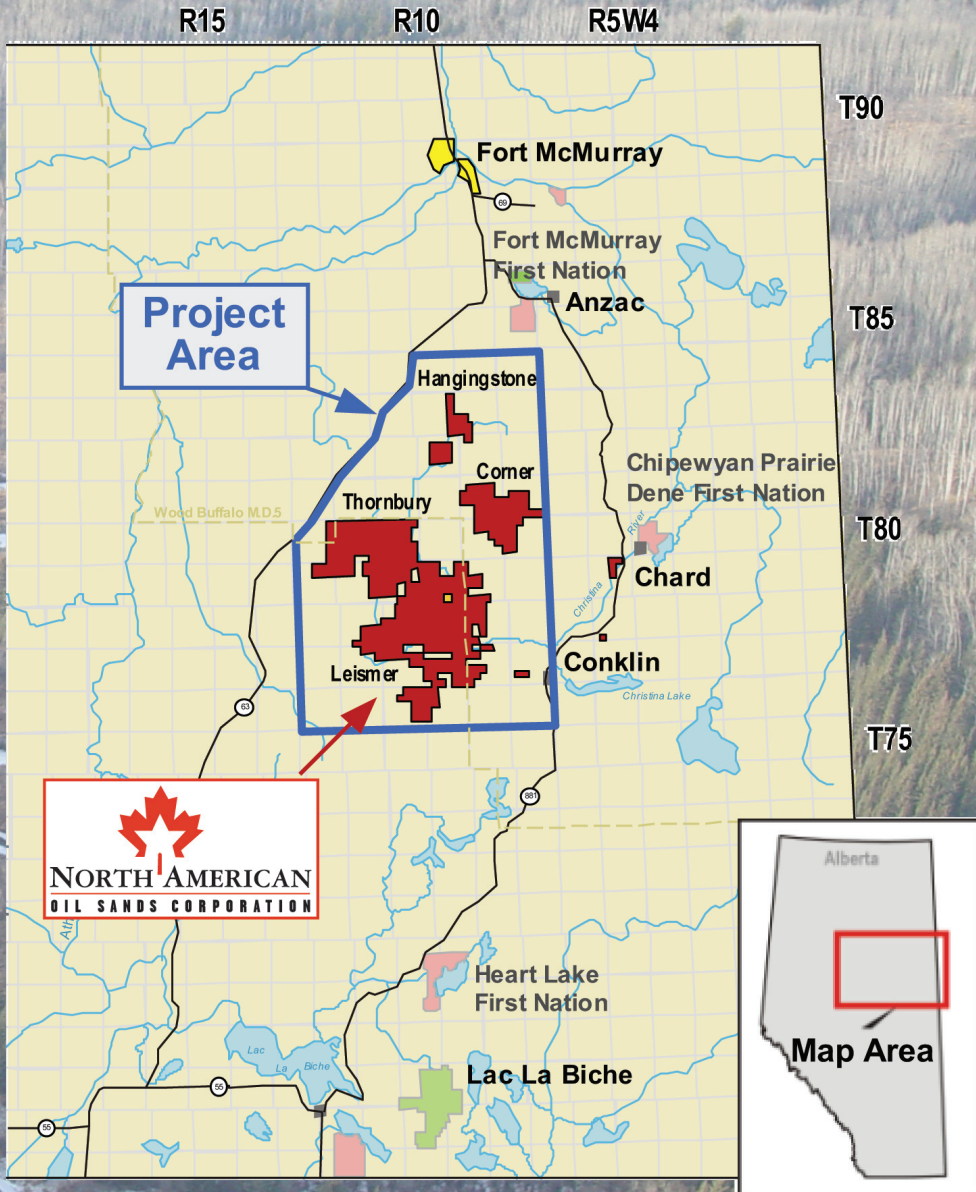 R15
R10
R5W4
T90
Fort McMurray
69
Fort McMurray
First Nation
Anzac
T85
Project
Area
Hangingstone
Corner
Chipewyan Prairie
Dene First Nation
Thornbury
Wood Buffalo M.D.5
River
T80
Chard
Christina
Conklin
Leismer
Christina Lake
63
T75
881
NORTH AMERICAN
OIL SANDS CORPORATION
Alberta
Heart Lake
First Nation
Map Area
Lac
La
Biche
Lac La Biche
55
55